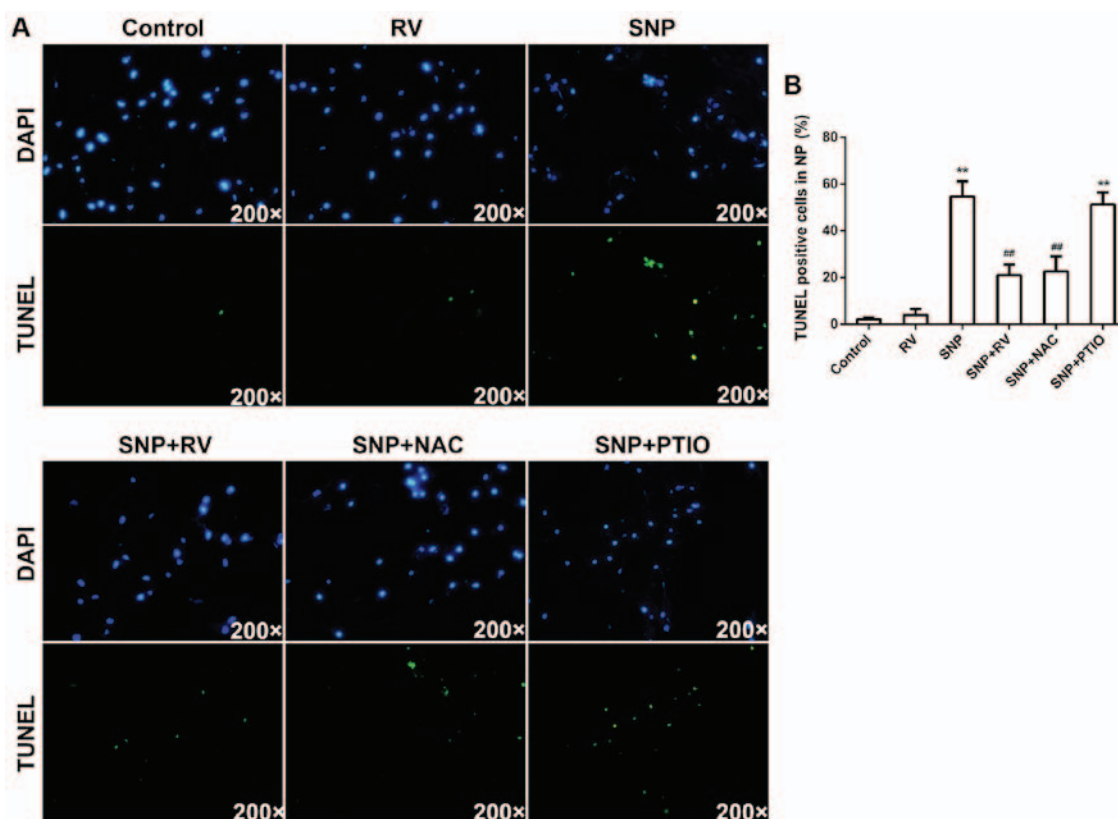 A
Control
RV
SNP
DAPI
200×
200×
200×
TUNEL
200×
200×
200×
SNP+RV
SNP+NAC
SNP+PTIO
DAPI
200×
200×
200×
TUNEL
200×
200×
200×
B
TUNEL positive cells in NP (%)
80
60
40
20
0
**
##
##
**
Control
RV
SNP
SNP+RV
SNP+NAC
SNP+PTIO